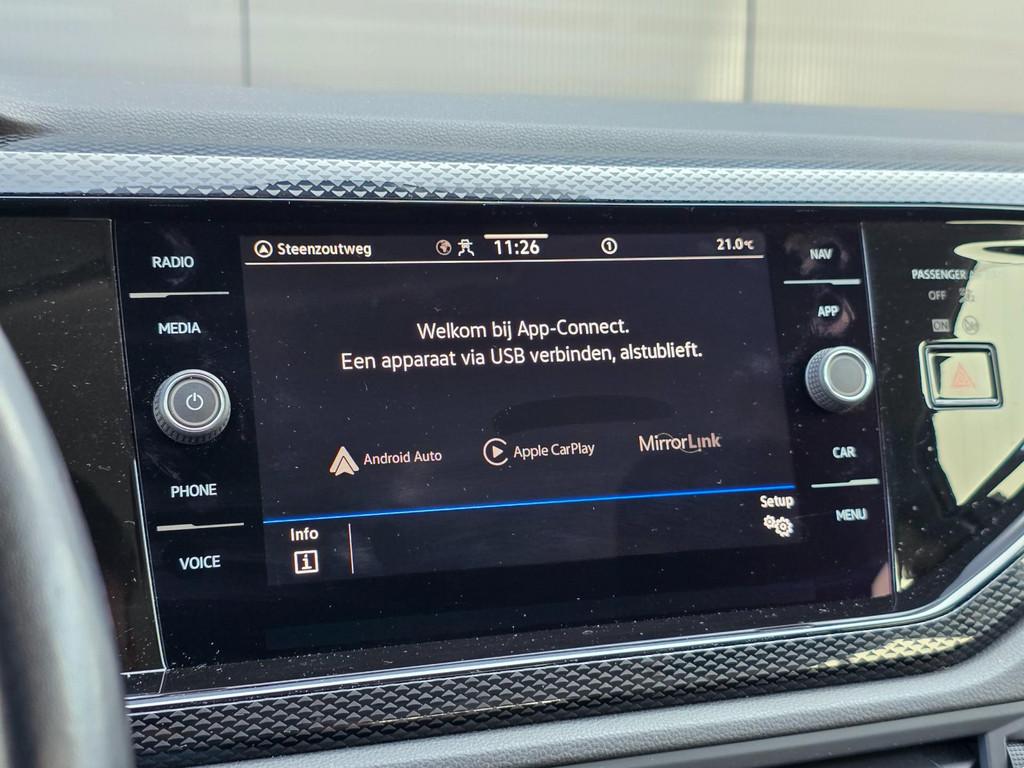 RADIO
MEDIA
PHONE
VOICE
Steenzoutweg
11:26
1
21.0°C
Welkom bij App-Connect.
Een apparaat via USB verbinden, alstublieft.
Android Auto
Apple CarPlay
MirrorLink
Info
i
Setup
NAV
APP
CAR
MENU
PASSENGER
OFF
ON